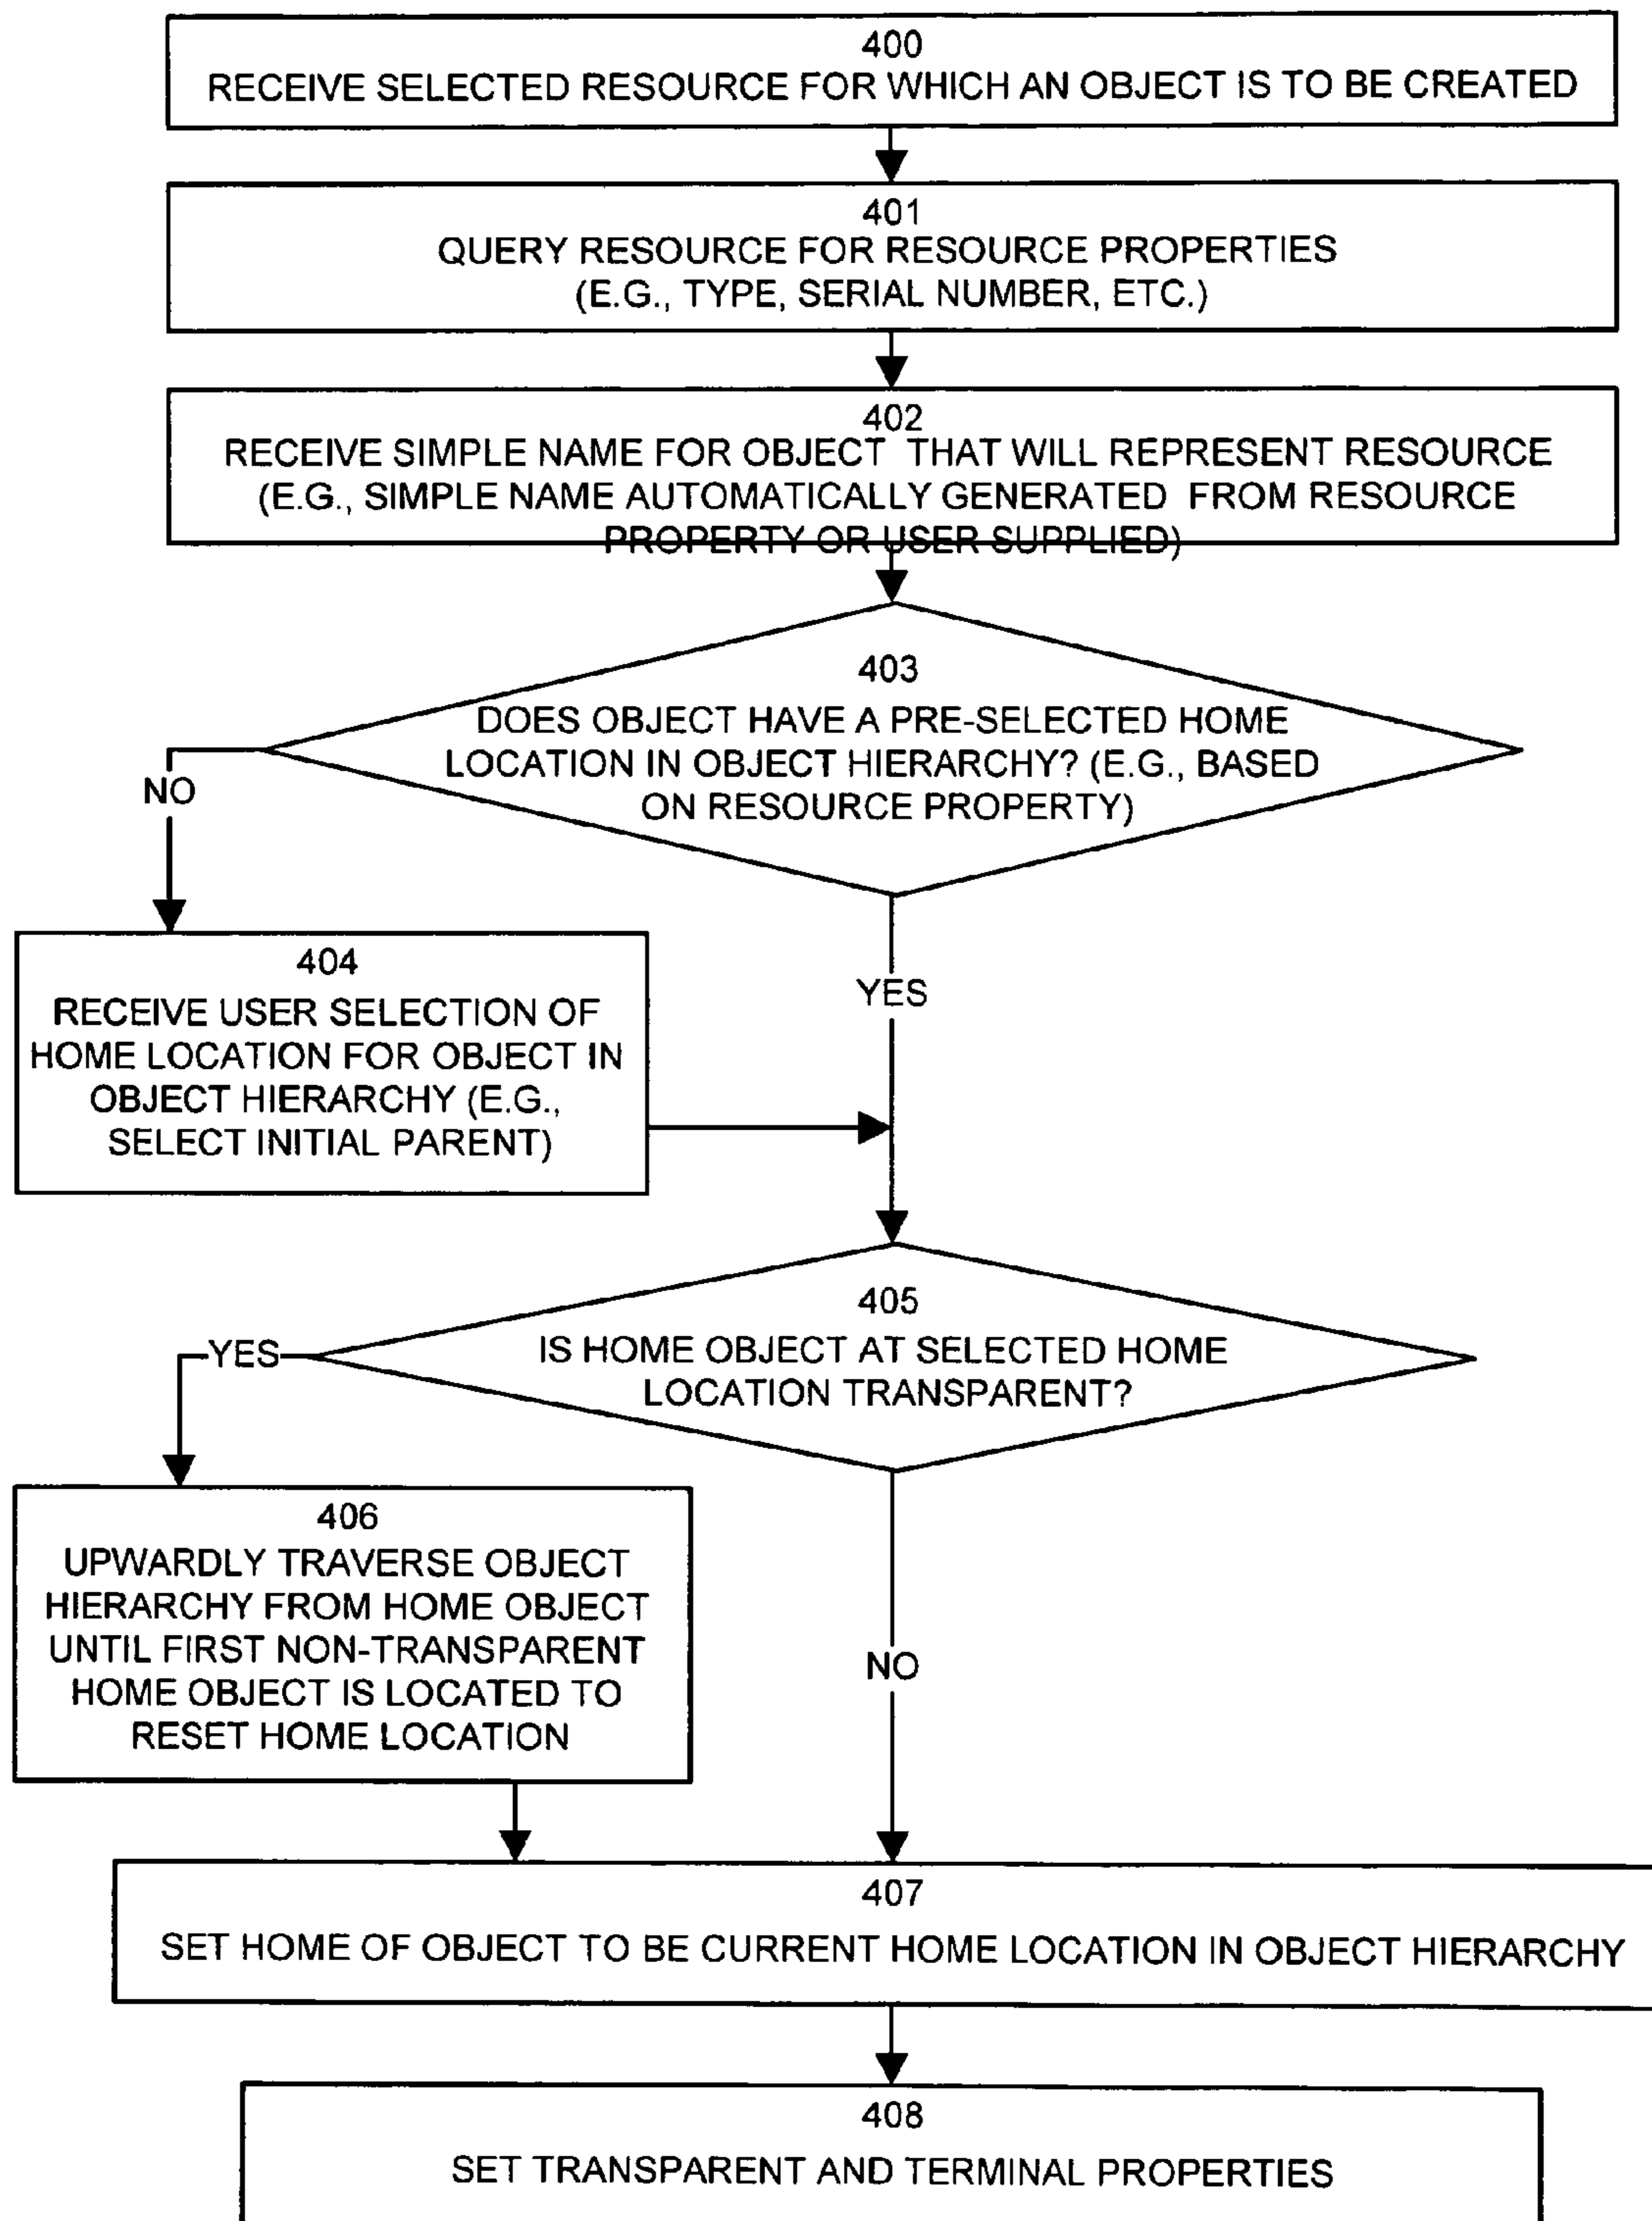 400
RECEIVE SELECTED RESOURCE FOR WHICH AN OBJECT IS TO BE CREATED
401
QUERY RESOURCE FOR RESOURCE PROPERTIES
(E.G., TYPE, SERIAL NUMBER, ETC.)
402
RECEIVE SIMPLE NAME FOR OBJECT THAT WILL REPRESENT RESOURCE
(E.G., SIMPLE NAME AUTOMATICALLY GENERATED FROM RESOURCE
PROPERTY OR USER SUPPLIED)
403
DOES OBJECT HAVE A PRE-SELECTED HOME
LOCATION IN OBJECT HIERARCHY? (E.G., BASED
ON RESOURCE PROPERTY)
NO
404
RECEIVE USER SELECTION OF
HOME LOCATION FOR OBJECT IN
OBJECT HIERARCHY (E.G.,
SELECT INITIAL PARENT)
YES
405
IS HOME OBJECT AT SELECTED HOME
LOCATION TRANSPARENT?
YES
406
UPWARDLY TRAVERSE OBJECT
HIERARCHY FROM HOME OBJECT
UNTIL FIRST NON-TRANSPARENT
HOME OBJECT IS LOCATED TO
RESET HOME LOCATION
NO
407
SET HOME OF OBJECT TO BE CURRENT HOME LOCATION IN OBJECT HIERARCHY
408
SET TRANSPARENT AND TERMINAL PROPERTIES